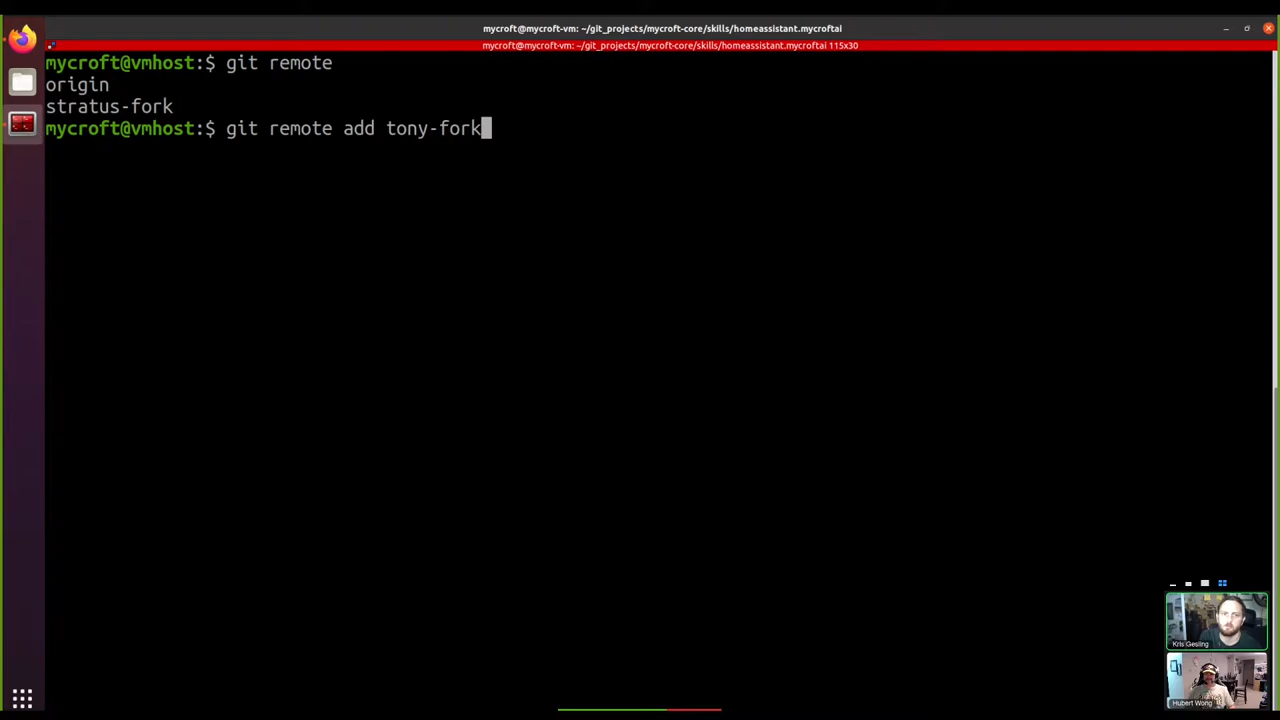 mycroft@mycroft-vm: ~/git_projects/mycroft-core/skills/homeassistant.mycroftai
mycroft@mycroft-vm: ~/git_projects/mycroft-core/skills/homeassistant.mycroftai 115x30
mycroft@vmhost:$ git remote
origin
stratus-fork
mycroft@vmhost:$ git remote add tony-fork
Kris Gesling
Hubert Wong